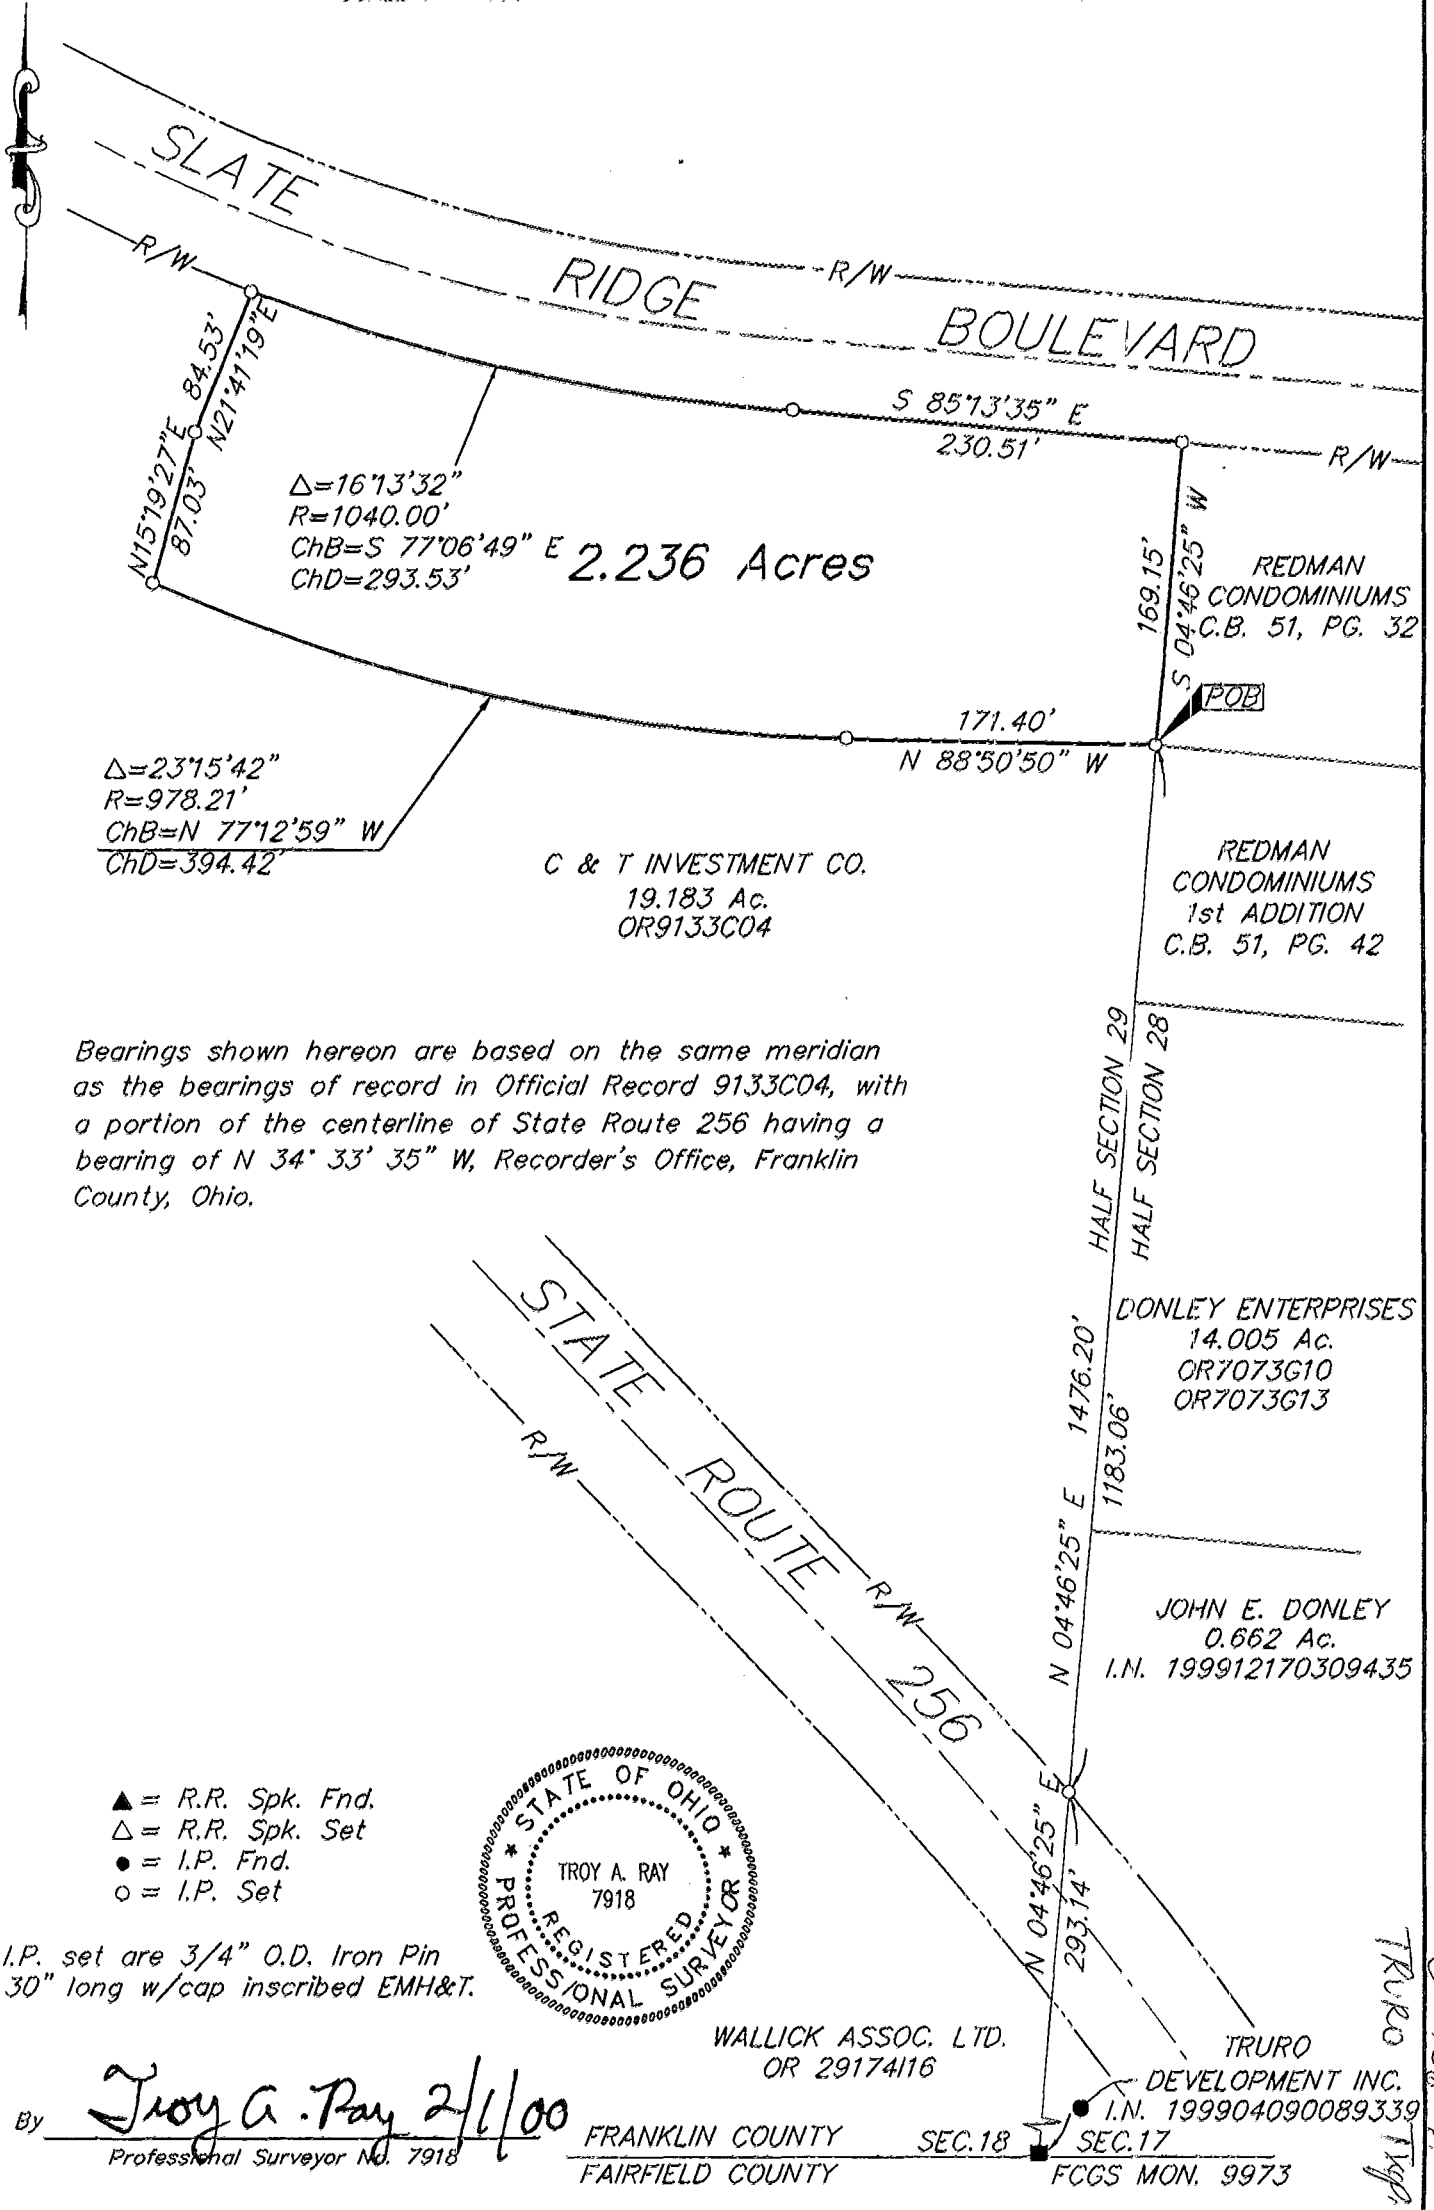 SLATE
RIDGE
BOULEVARD
R/W
R/W
R/W
84.53'
N21°41'19"E
N15°19'27"E
87.03'
S 85°13'35" E
230.51'
Δ=16°13'32"
R=1040.00'
ChB=S 77°06'49" E
ChD=293.53'
2.236 Acres
169.15'
S 04°46'25" W
REDMAN
CONDOMINIUMS
C.B. 51, PG. 32
POB
171.40'
N 88°50'50" W
Δ=23°15'42"
R=978.21'
ChB=N 77°12'59" W
ChD=394.42'
C & T INVESTMENT CO.
19.183 Ac.
OR9133C04
REDMAN
CONDOMINIUMS
1st ADDITION
C.B. 51, PG. 42
Bearings shown hereon are based on the same meridian
as the bearings of record in Official Record 9133C04, with
a portion of the centerline of State Route 256 having a
bearing of N 34° 33' 35" W, Recorder's Office, Franklin
County, Ohio.
HALF SECTION 29
HALF SECTION 28
STATE
ROUTE
256
R/W
R/W
N 04°46'25" E 1476.20'
1183.06'
DONLEY ENTERPRISES
14.005 Ac.
OR7073G10
OR7073G13
JOHN E. DONLEY
0.662 Ac.
I.N. 199912170309435
N 04°46'25" E
293.14'
▲ = R.R. Spk. Fnd.
△ = R.R. Spk. Set
● = I.P. Fnd.
○ = I.P. Set
I.P. set are 3/4" O.D. Iron Pin
30" long w/cap inscribed EMH&T.
STATE OF OHIO
TROY A. RAY
7918
REGISTERED
PROFESSIONAL SURVEYOR
WALLICK ASSOC. LTD.
OR 29174I16
TRURO
DEVELOPMENT INC.
I.N. 199904090089339
By Troy A. Ray 2/1/00
Professional Surveyor No. 7918
FRANKLIN COUNTY
FAIRFIELD COUNTY
SEC.18
SEC.17
FCGS MON. 9973
TRURO Twp.